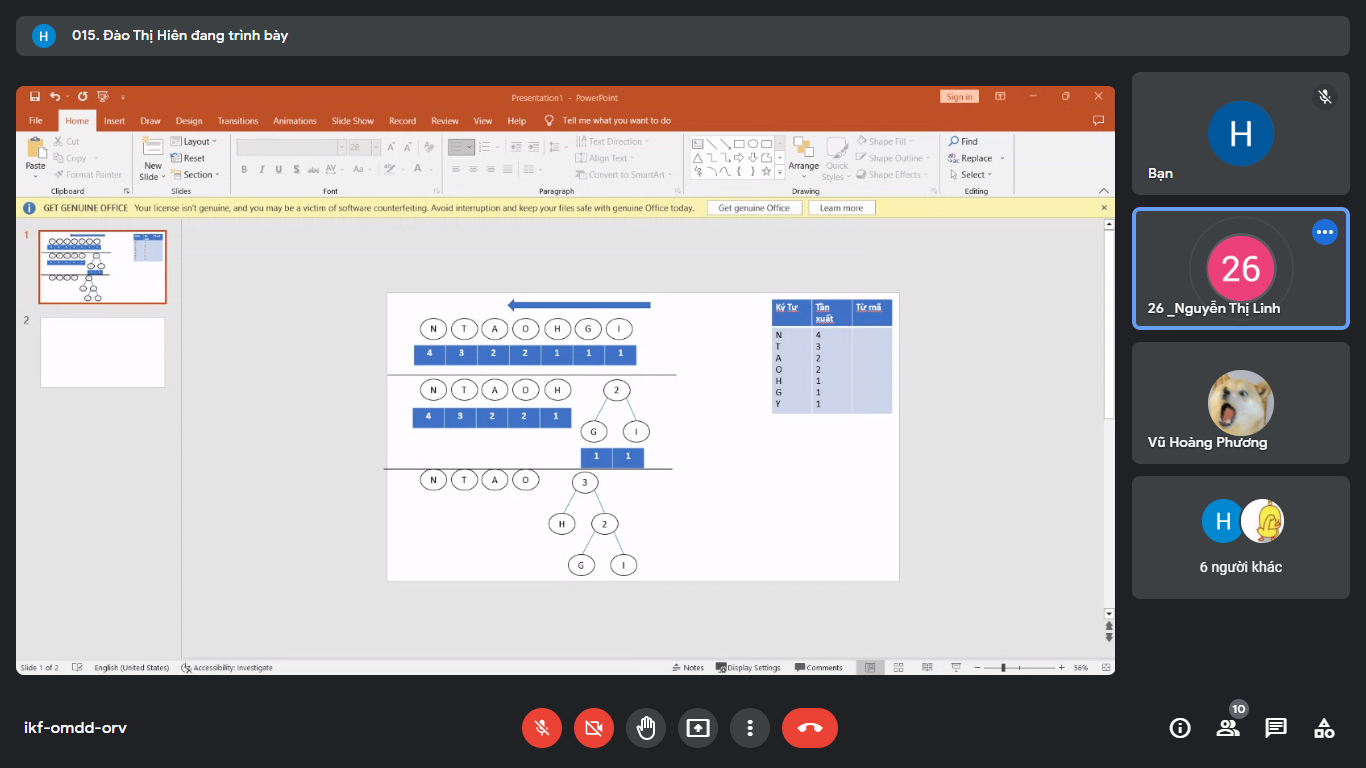 H 015. Đào Thị Hiên đang trình bày
Presentation1 - PowerPoint
Sign in
File Home Insert Draw Design Transitions Animations Slide Show Record Review View Help Tell me what you want to do
Paste
Cut
Copy
Format Painter
New Slide
Layout
Reset
Section
28
B I U S abc AV Aa A
Text Direction
Align Text
Convert to SmartArt
Arrange
Quick Styles
Shape Fill
Shape Outline
Shape Effects
Find
Replace
Select
Clipboard Slides Font Paragraph Drawing Editing
GET GENUINE OFFICE Your license isn't genuine, and you may be a victim of software counterfeiting. Avoid interruption and keep your files safe with genuine Office today. Get genuine Office Learn more
1
2
N T A O H G I
4 3 2 2 1 1 1
N T A O H 2
4 3 2 2 1
G I
1 1
N T A O 3
H 2
G I
Ký Tự Tần xuất Từ mã
N 4
T 3
A 2
O 2
H 1
G 1
Y 1
Slide 1 of 2 English (United States) Accessibility: Investigate Notes Display Settings Comments 56%
H
Bạn
26
26 _Nguyễn Thị Linh
Vũ Hoàng Phương
H
6 người khác
ikf-omdd-orv
10